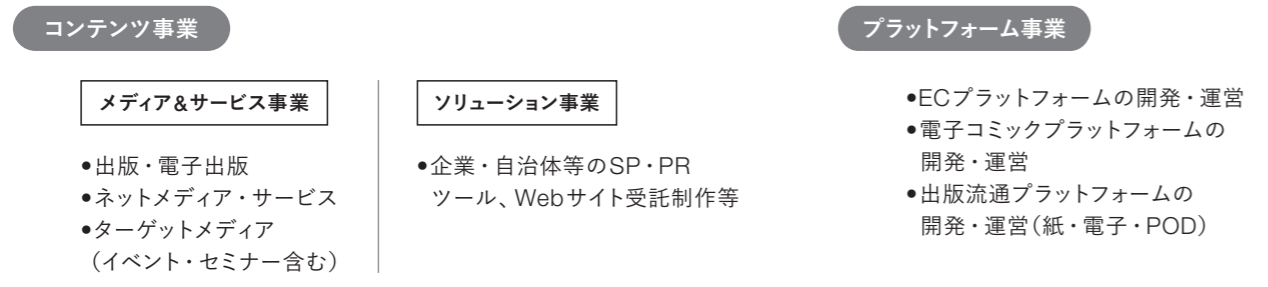 コンテンツ事業
メディア&サービス事業
●出版・電子出版
●ネットメディア・サービス
●ターゲットメディア
（イベント・セミナー含む）
ソリューション事業
●企業・自治体等のSP・PR
ツール、Webサイト受託制作等
プラットフォーム事業
●ECプラットフォームの開発・運営
●電子コミックプラットフォームの
開発・運営
●出版流通プラットフォームの
開発・運営（紙・電子・POD）